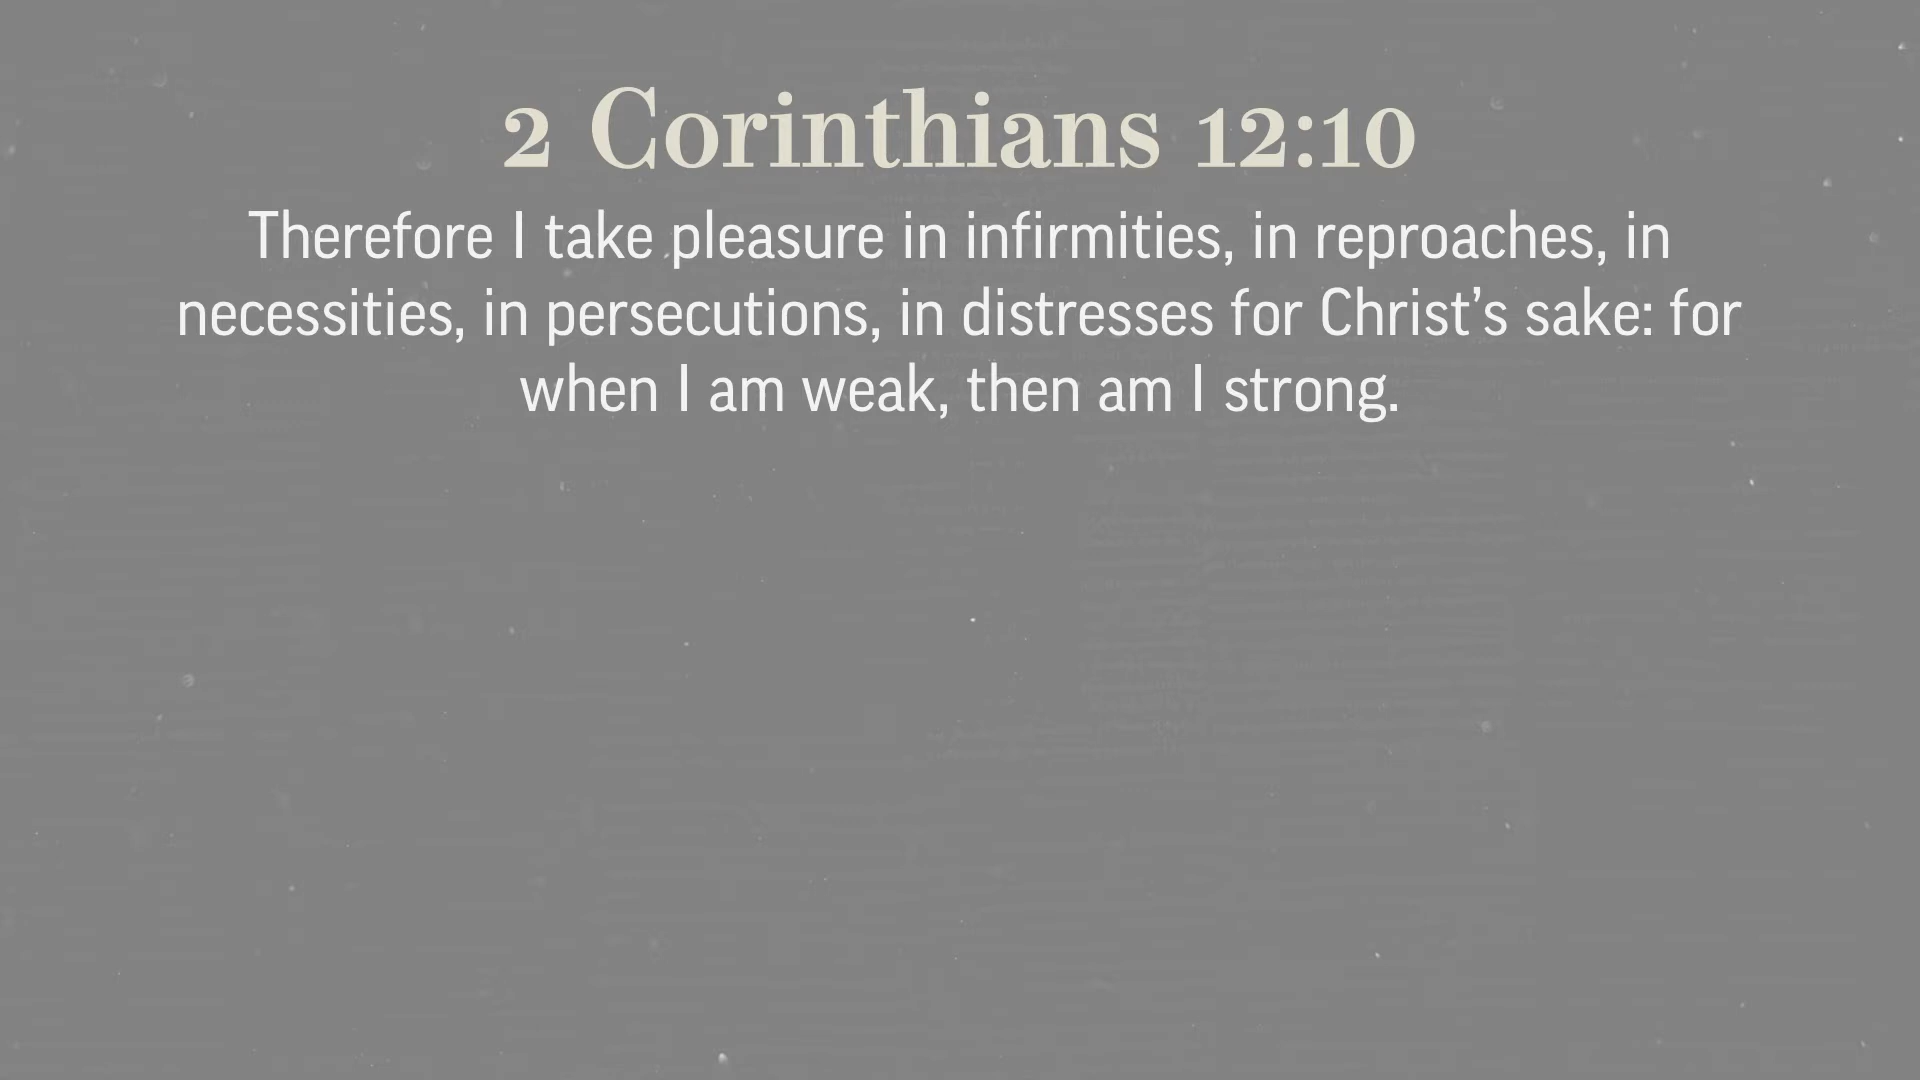 2 Corinthians 12:10
Therefore I take pleasure in infirmities, in reproaches, in
necessities, in persecutions, in distresses for Christ’s sake: for
when I am weak, then am I strong.